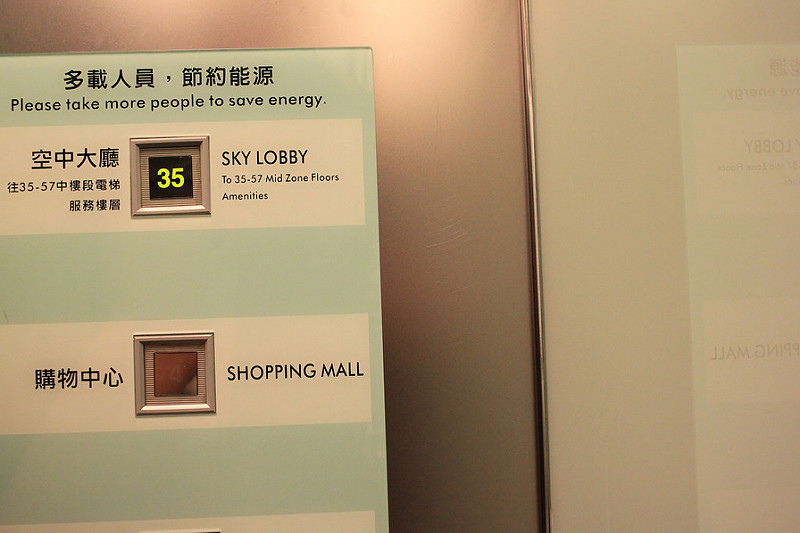 多載人員，節約能源
Please take more people to save energy.
空中大廳
往35-57中樓段電梯
服務樓層
35
SKY LOBBY
To 35-57 Mid Zone Floors
Amenities
購物中心
SHOPPING MALL